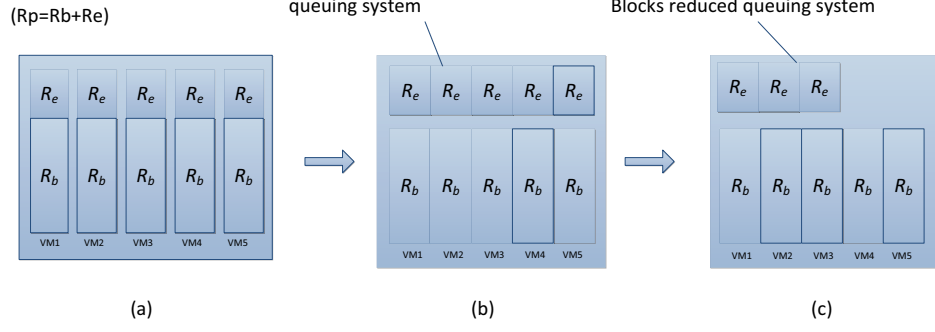 (Rp=Rb+Re)
queuing system
Blocks reduced queuing system
Re Re Re Re Re
Rb Rb Rb Rb Rb
VM1 VM2 VM3 VM4 VM5
(a)
Re Re Re Re Re
Rb Rb Rb Rb Rb
VM1 VM2 VM3 VM4 VM5
(b)
Re Re Re
Rb Rb Rb Rb Rb
VM1 VM2 VM3 VM4 VM5
(c)